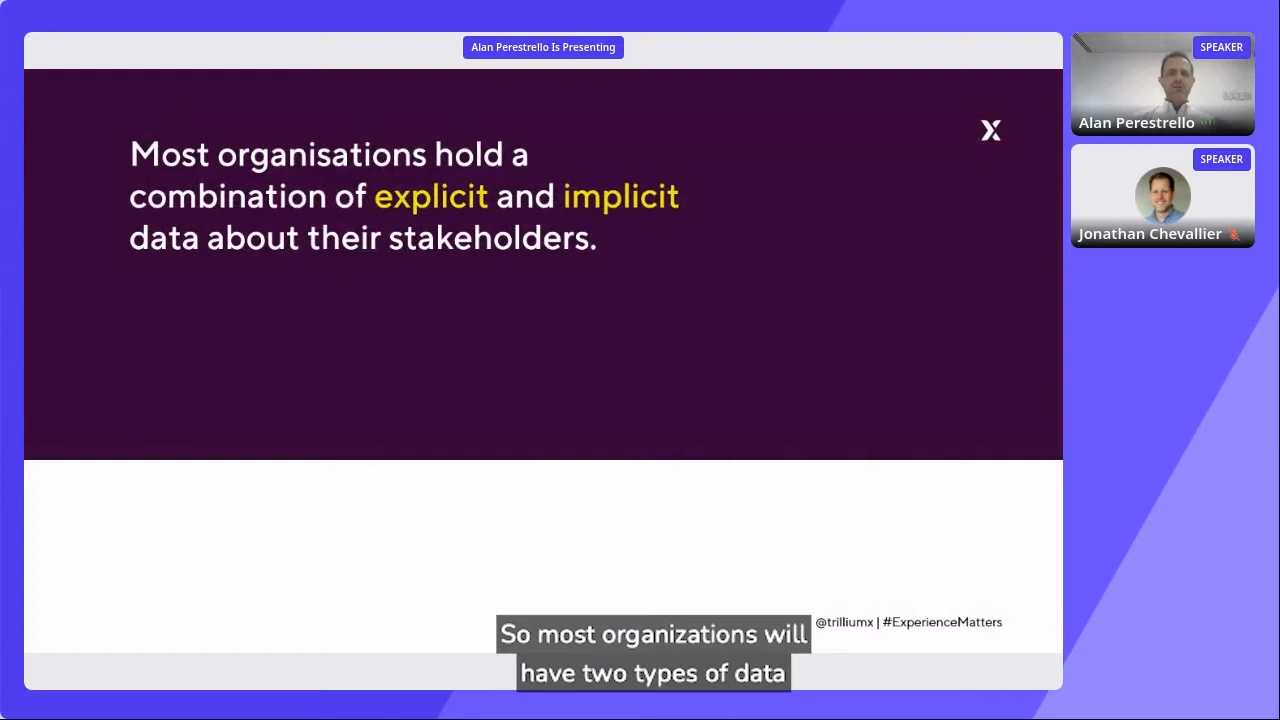 Alan Perestrello Is Presenting
Most organisations hold a
combination of explicit and implicit
data about their stakeholders.
@trilliumx | #ExperienceMatters
So most organizations will
have two types of data
SPEAKER
Alan Perestrello
SPEAKER
Jonathan Chevallier